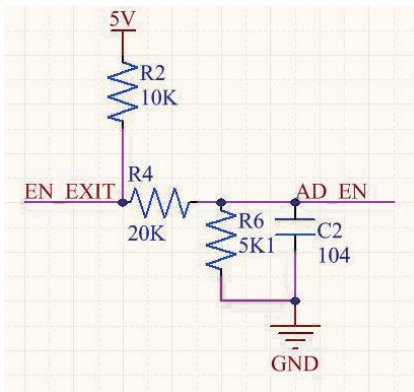 5V
R2
10K
R4
EN_EXIT
AD_EN
20K
R6
5K1
C2
104
GND